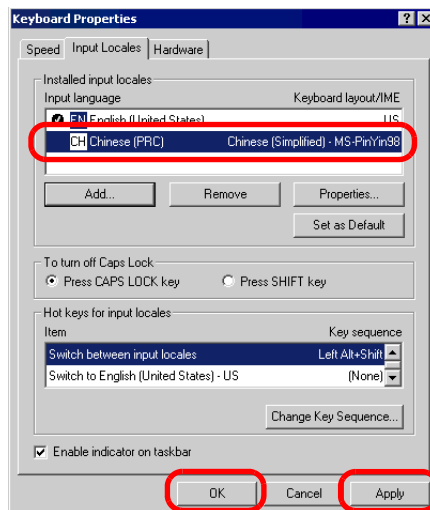 Keyboard Properties
Speed Input Locales Hardware
Installed input locales
Input language Keyboard layout/IME
EN English (United States) US
CH Chinese (PRC) Chinese (Simplified) - MS-PinYin98
Add... Remove Properties...
Set as Default
To turn off Caps Lock
Press CAPS LOCK key Press SHIFT key
Hot keys for input locales
Item Key sequence
Switch between input locales Left Alt+Shift
Switch to English (United States) - US (None)
Change Key Sequence...
Enable indicator on taskbar
OK Cancel Apply